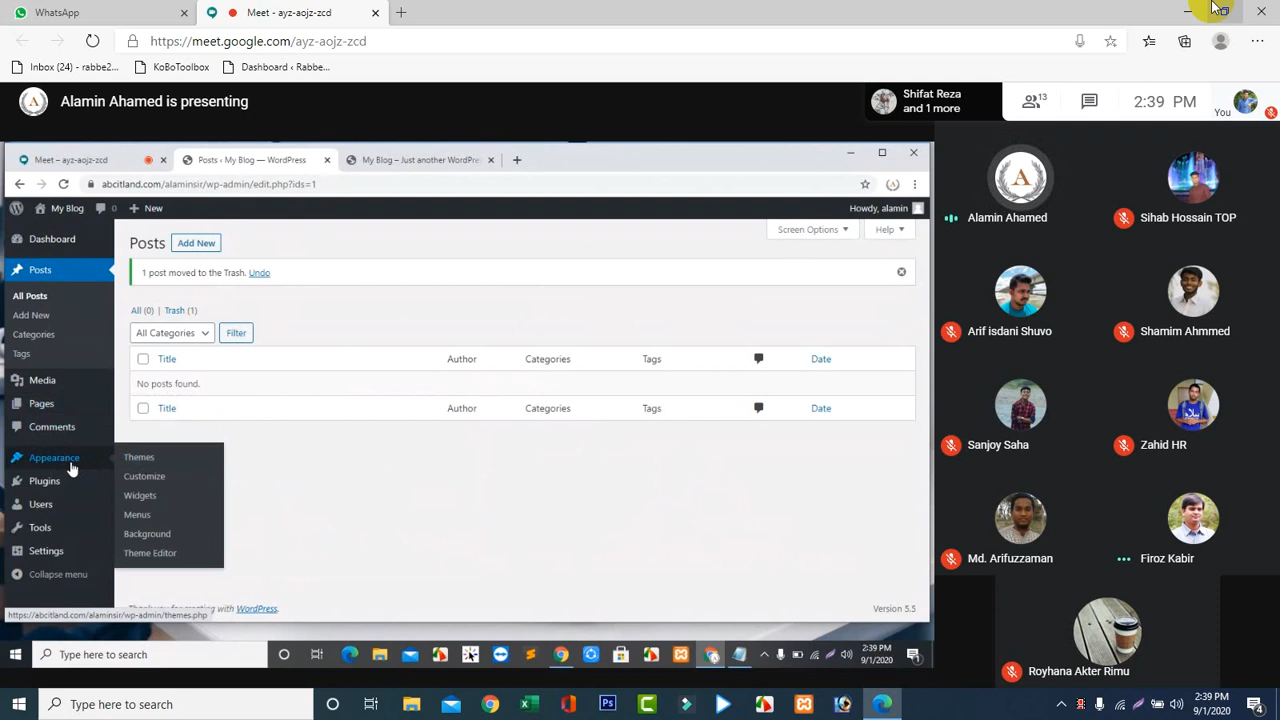 WhatsApp
Meet - ayz-aojz-zcd
https://meet.google.com/ayz-aojz-zcd
Inbox (24) - rabbe2...
KoBoToolbox
Dashboard ‹ Rabbe...
Alamin Ahamed is presenting
Shifat Reza
and 1 more
13
2:39 PM
You
Meet – ayz-aojz-zcd
Posts ‹ My Blog — WordPress
My Blog – Just another WordPre
abcitland.com/alaminsir/wp-admin/edit.php?ids=1
My Blog
0
New
Howdy, alamin
Dashboard
Posts
All Posts
Add New
Categories
Tags
Media
Pages
Comments
Appearance
Plugins
Users
Tools
Settings
Collapse menu
Themes
Customize
Widgets
Menus
Background
Theme Editor
Posts
Add New
Screen Options
Help
1 post moved to the Trash. Undo
All (0) | Trash (1)
All Categories
Filter
Title
Author
Categories
Tags
Date
No posts found.
Title
Author
Categories
Tags
Date
Thank you for creating with WordPress.
Version 5.5
https://abcitland.com/alaminsir/wp-admin/themes.php
Type here to search
2:39 PM
9/1/2020
1
A
Alamin Ahamed
Sihab Hossain TOP
Arif isdani Shuvo
Shamim Ahmmed
Sanjoy Saha
Zahid HR
Md. Arifuzzaman
Firoz Kabir
Royhana Akter Rimu
Type here to search
2:39 PM
9/1/2020
4